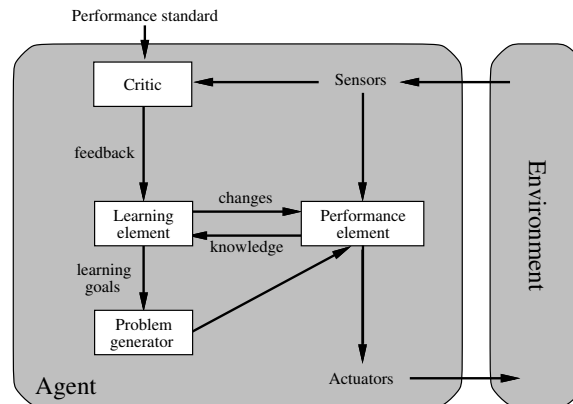 Performance standard
Critic
Sensors
feedback
changes
Learning
element
Performance
element
knowledge
learning
goals
Problem
generator
Agent
Actuators
Environment